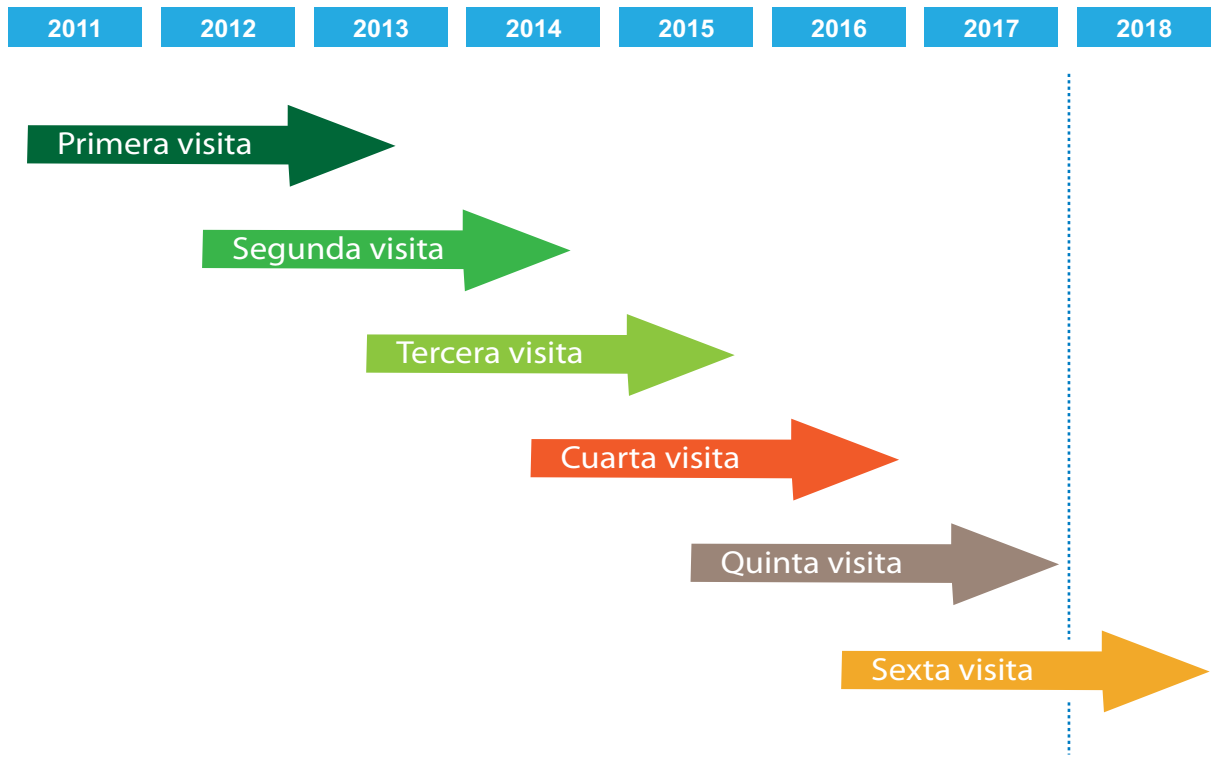 2011 2012 2013 2014 2015 2016 2017 2018
Primera visita
Segunda visita
Tercera visita
Cuarta visita
Quinta visita
Sexta visita